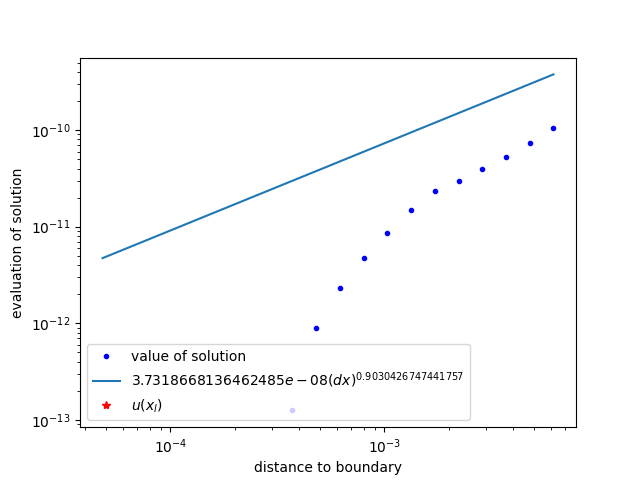 10^{-10}
10^{-11}
10^{-12}
10^{-13}
evaluation of solution
value of solution
3.7318668136462485e − 08(dx)^{0.9030426747441757}
u(x_l)
10^{-4} 10^{-3}
distance to boundary